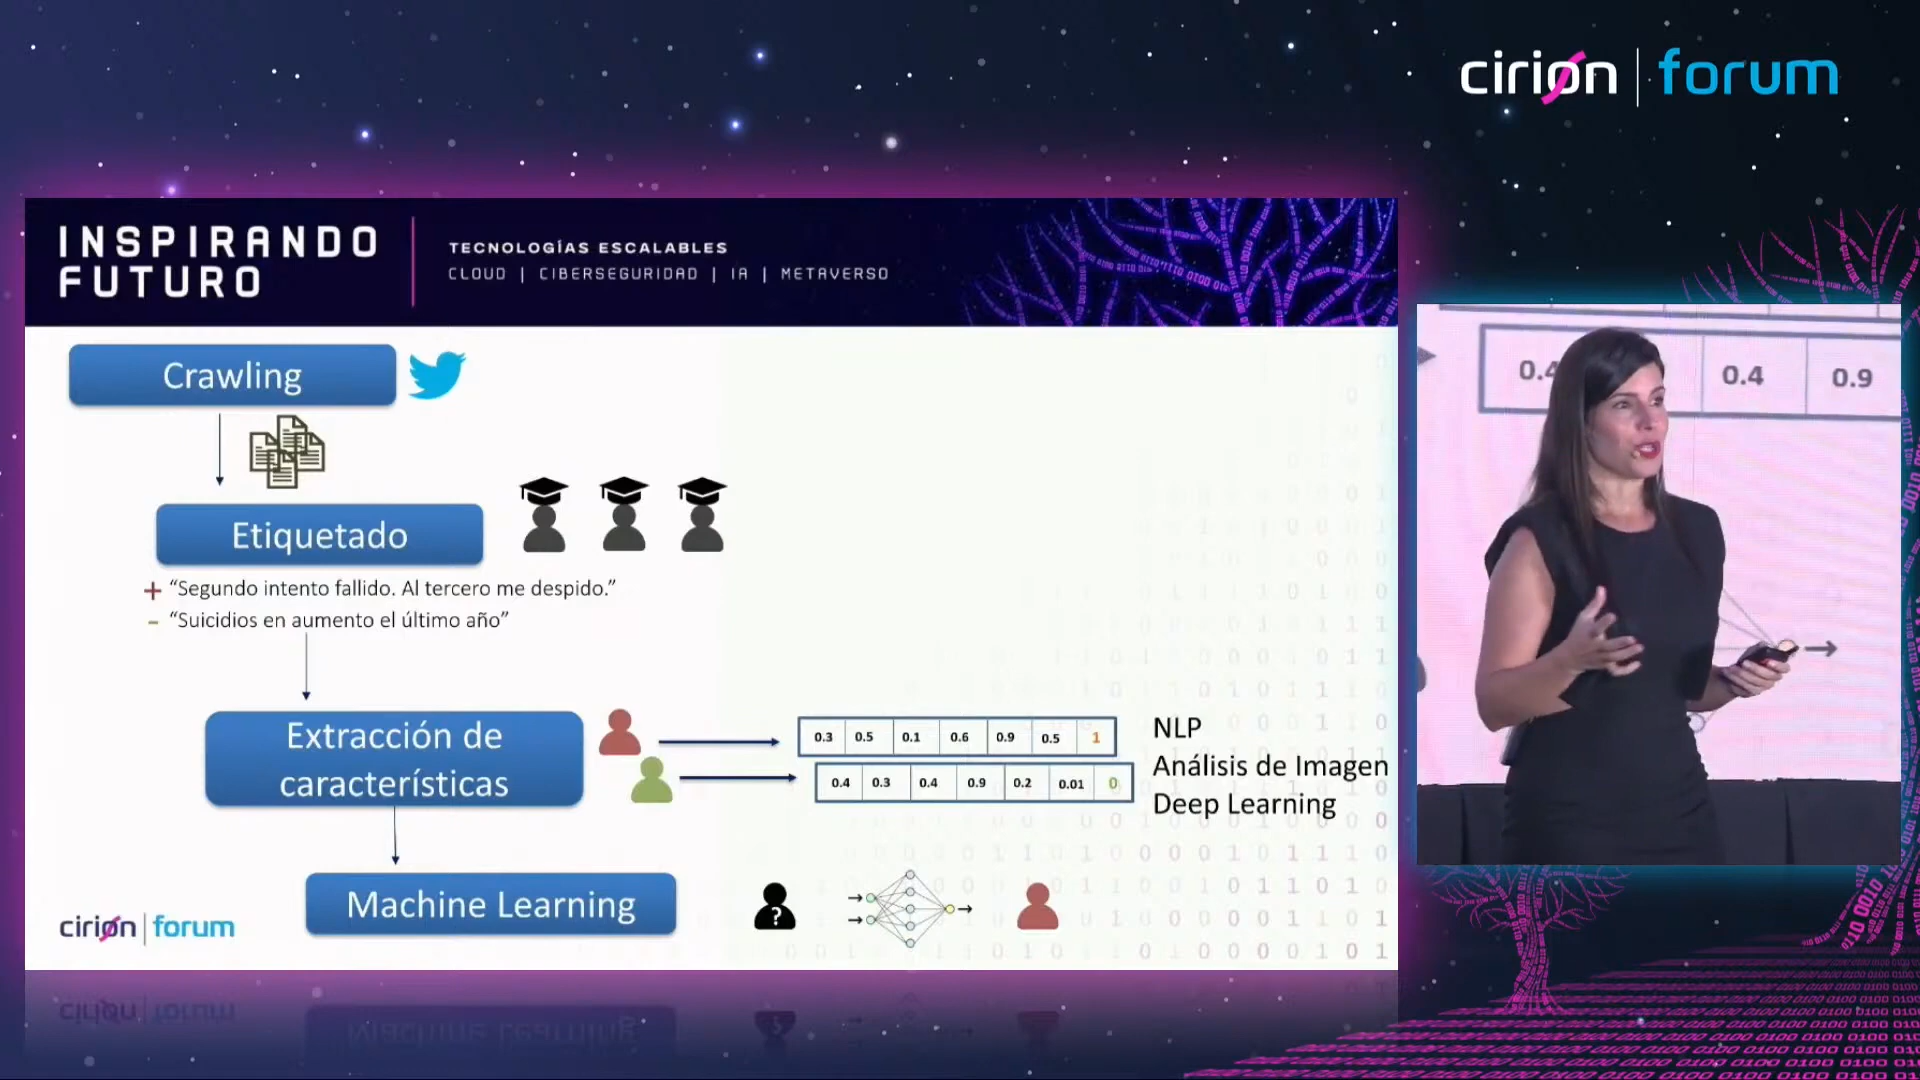 cirion | forum
INSPIRANDO
FUTURO
TECNOLOGÍAS ESCALABLES
CLOUD | CIBERSEGURIDAD | IA | METAVERSO
Crawling
Etiquetado
+ “Segundo intento fallido. Al tercero me despido.”
- “Suicidios en aumento el último año”
Extracción de
características
0.3 0.5 0.1 0.6 0.9 0.5 1
0.4 0.3 0.4 0.9 0.2 0.01 0
NLP
Análisis de Imagen
Deep Learning
Machine Learning
?
cirion | forum
0.4 0.9